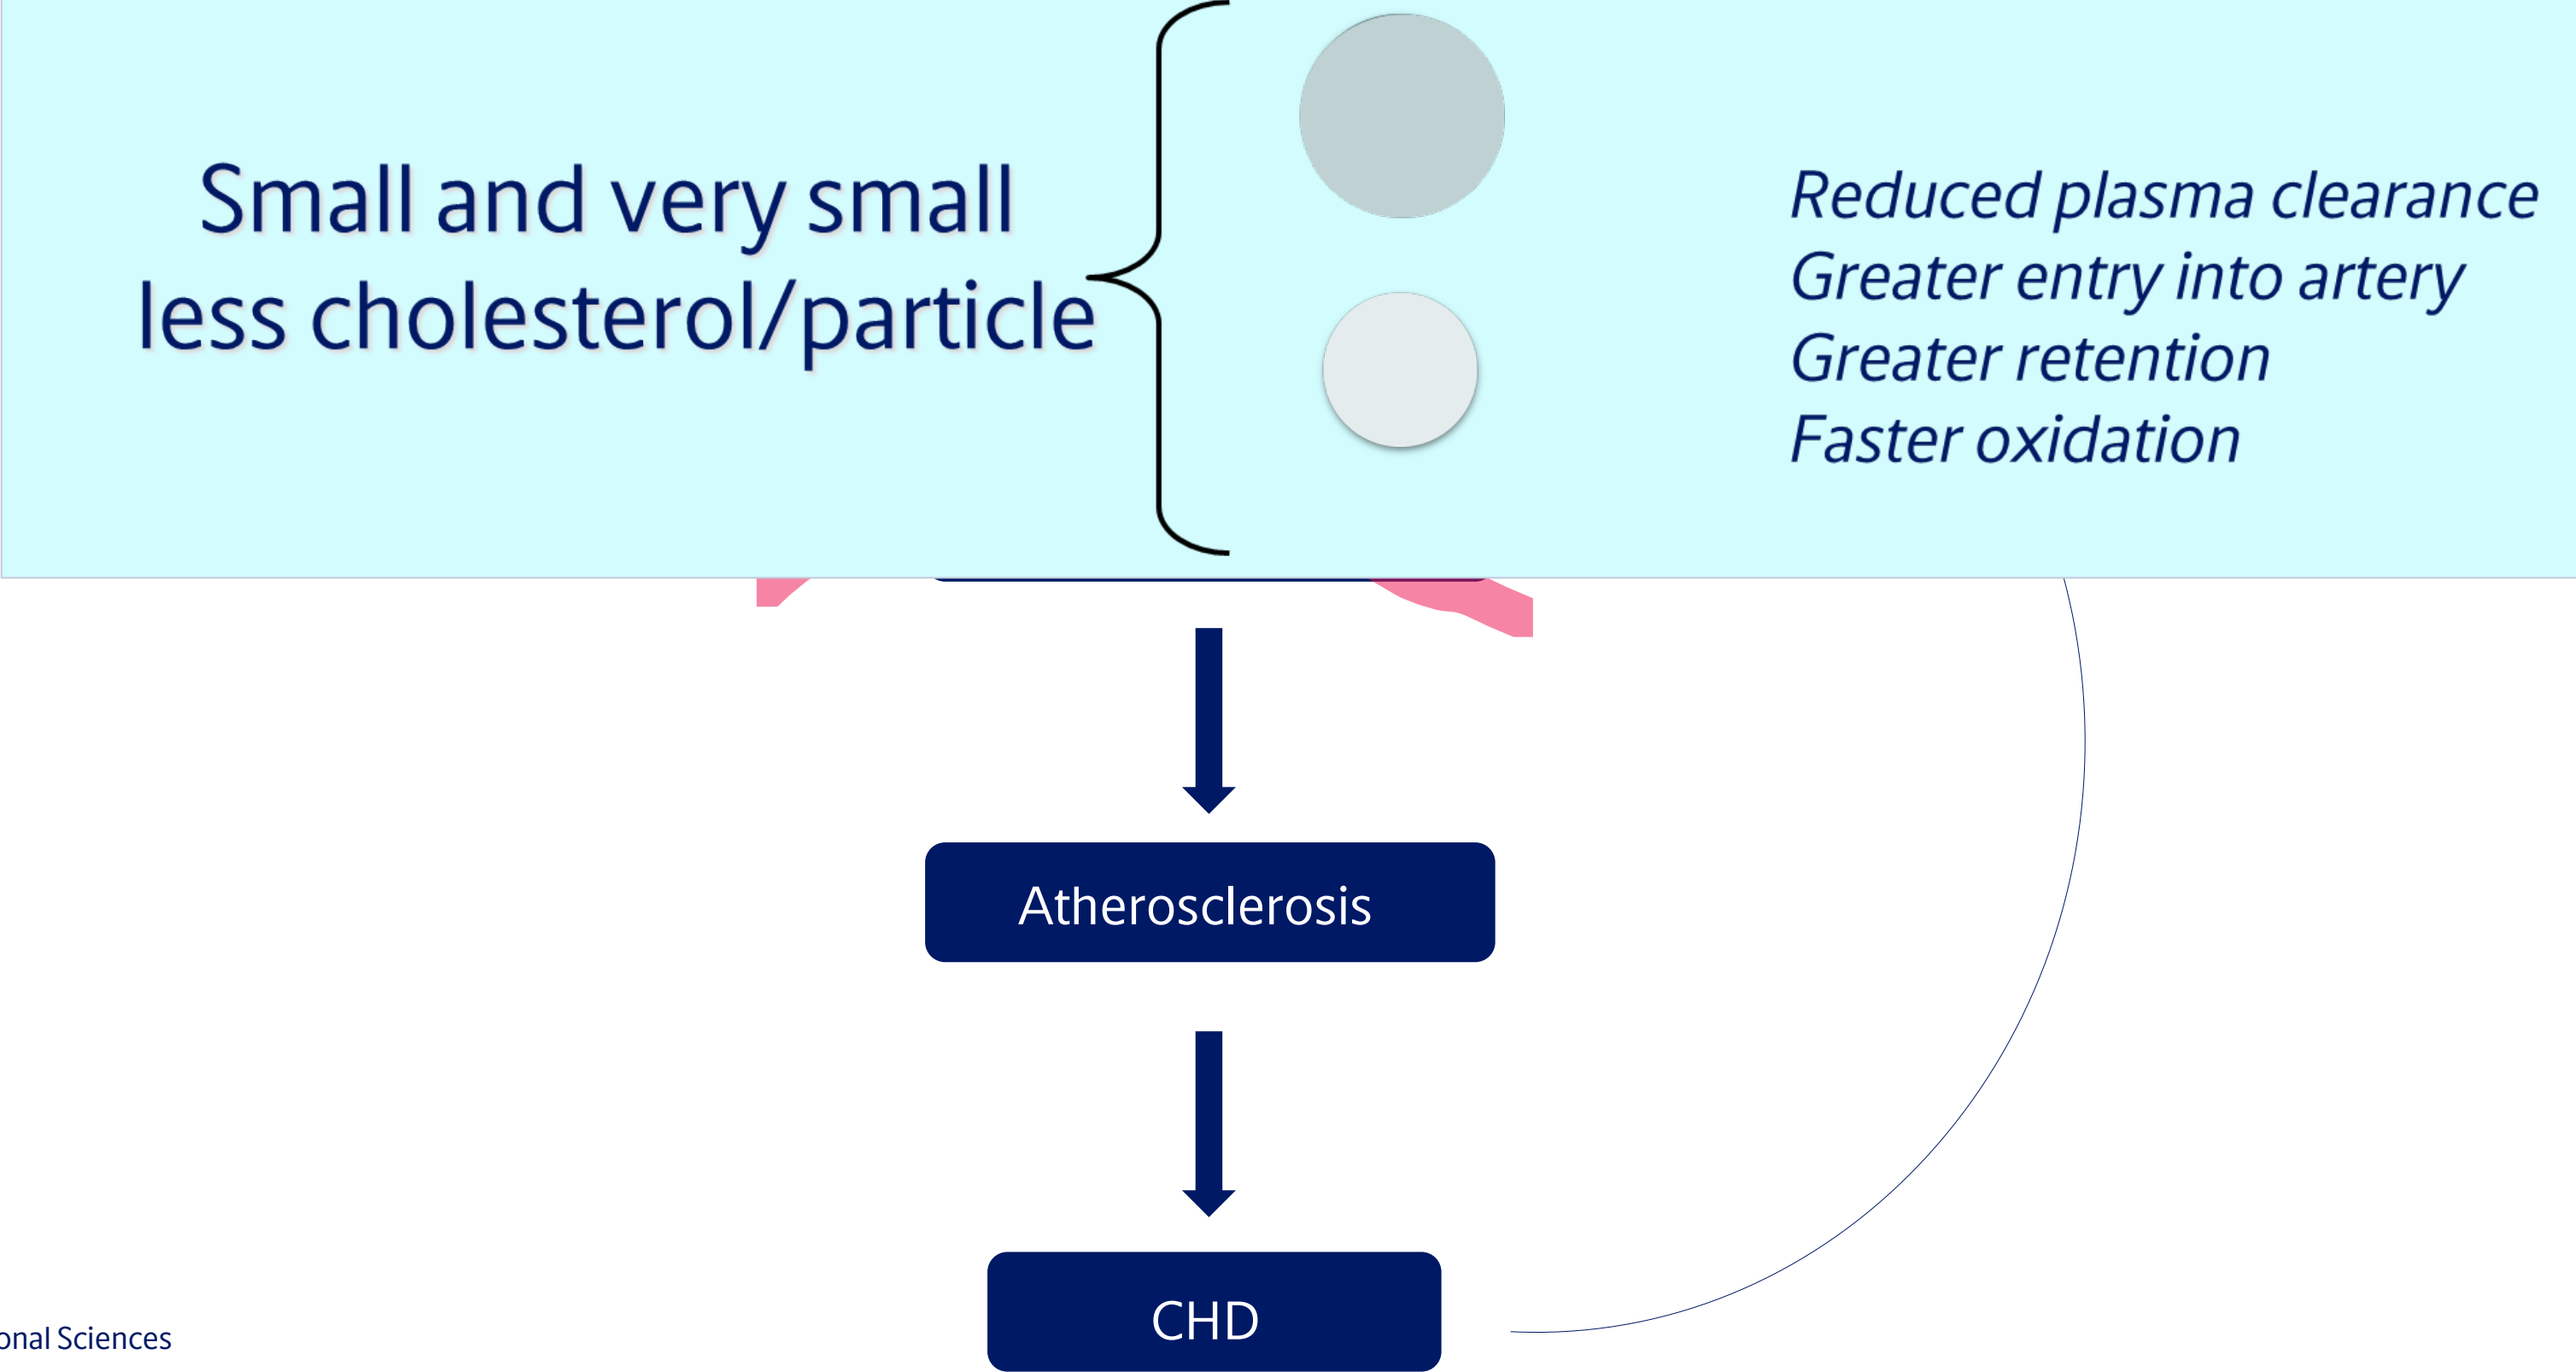 Small and very small
less cholesterol/particle
Reduced plasma clearance
Greater entry into artery
Greater retention
Faster oxidation
Atherosclerosis
CHD
Sciences